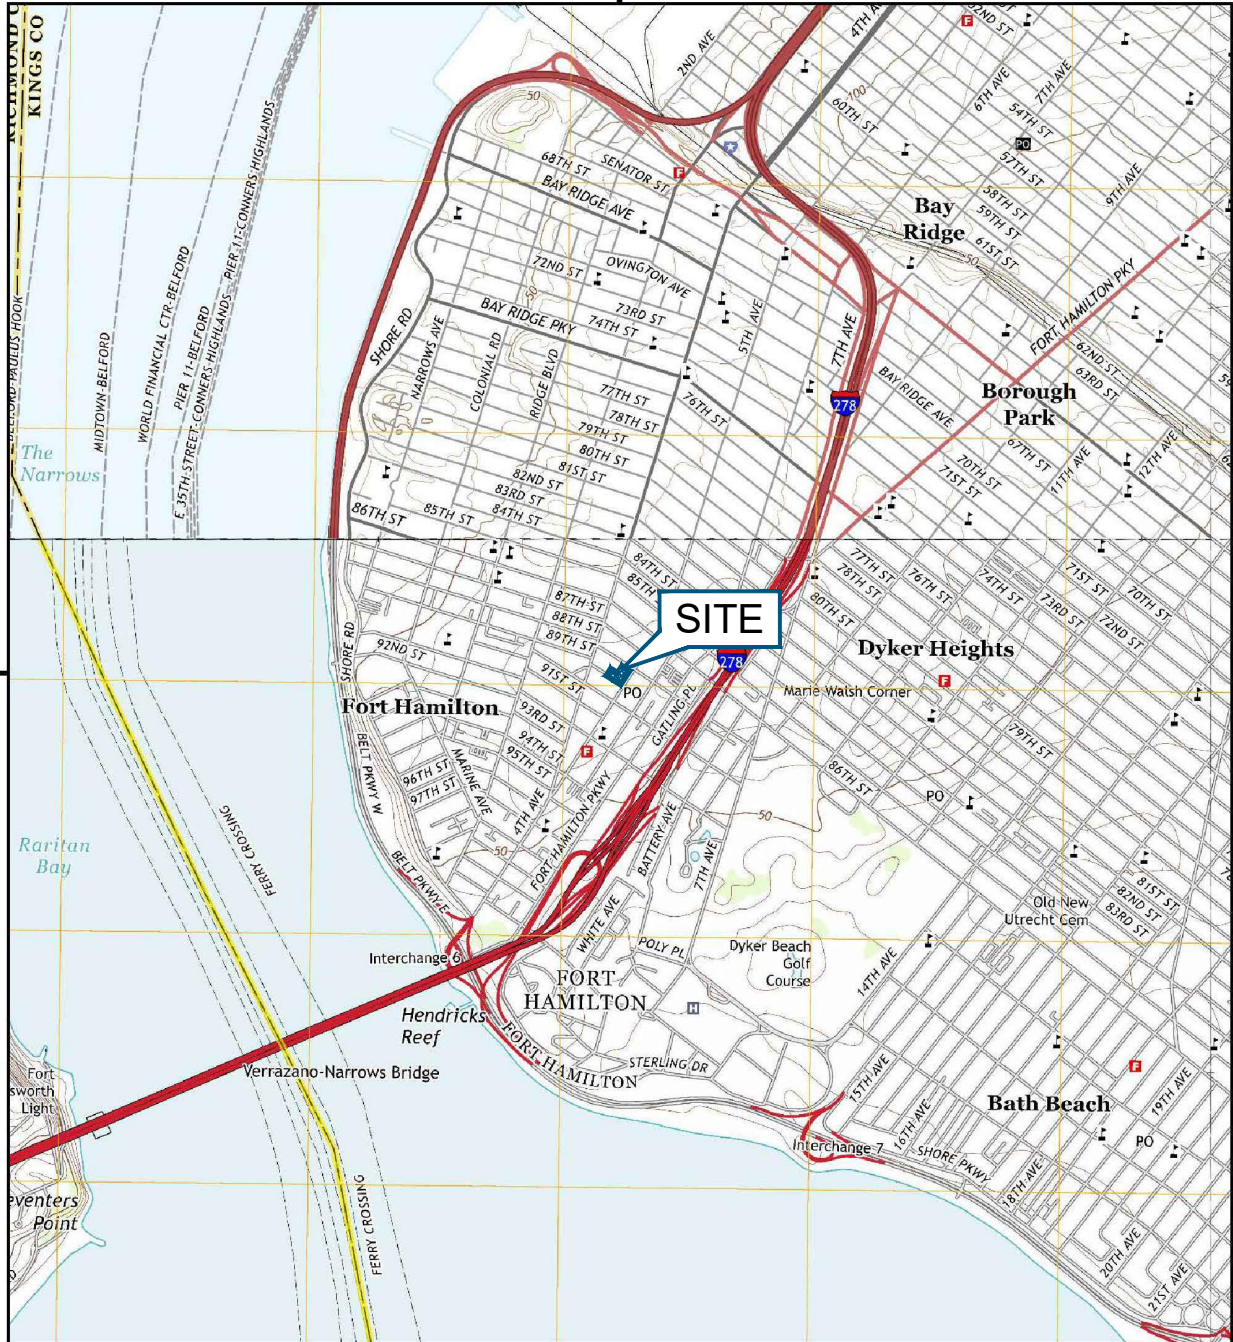 RICHMOND C
KINGS CO
2ND AVE
4TH AV
52ND ST
F
6TH AVE
7TH AVE
54TH ST
PO
57TH ST
100
60TH ST
50
68TH ST
SENATOR ST
F
BAY RIDGE AVE
58TH ST
59TH ST
61ST ST
9TH AVE
Bay
Ridge
50
E 35TH STREET-CONNERS HIGHLANDS
PIER 11-CONNERS HIGHLANDS
PIER 11-BELFORD
WORLD FINANCIAL CTR-BELFORD
MIDTOWN-BELFORD
BELFORD-PAULUS HOOK
72ND ST
OVINGTON AVE
50
73RD ST
74TH ST
BAY RIDGE PKY
5TH AVE
7TH AVE
FORT HAMILTON PKY
62ND ST
63RD ST
SHORE RD
NARROWS AVE
COLONIAL RD
RIDGE BLVD
77TH ST
78TH ST
79TH ST
80TH ST
81ST ST
82ND ST
83RD ST
84TH ST
85TH ST
86TH ST
76TH ST
278
BAY RIDGE AVE
Borough
Park
67TH ST
70TH ST
71ST ST
11TH AVE
12TH AVE
The
Narrows
84TH ST
85TH
87TH ST
88TH ST
89TH ST
91ST ST
92ND ST
SHORE RD
SITE
278
77TH ST
78TH ST
80TH ST
76TH ST
74TH ST
73RD ST
71ST ST
70TH ST
72ND ST
Dyker Heights
F
Marie Walsh Corner
PO
Fort Hamilton
GATLING PL
93RD ST
94TH ST
95TH ST
96TH ST
97TH ST
MARINE AVE
4TH AVE
F
FORT HAMILTON PKWY
BELT PKWY W
79TH ST
86TH ST
PO
50
BATTERY AVE
7TH AVE
50
BELT PKWY E
FERRY CROSSING
Raritan
Bay
81ST ST
82ND ST
83RD ST
Old New
Utrecht Cem
WHITE AVE
POLY PL
Dyker Beach
Golf
Course
14TH AVE
Interchange 6
FORT
HAMILTON
H
Hendricks
Reef
FORT HAMILTON
STERLING DR
Verrazano-Narrows Bridge
Fort
sworth
Light
15TH AVE
16TH AVE
F
19TH AVE
Bath Beach
PO
Interchange 7
SHORE PKWY
18TH AVE
eventers
Point
FERRY CROSSING
20TH AVE
21ST AVE